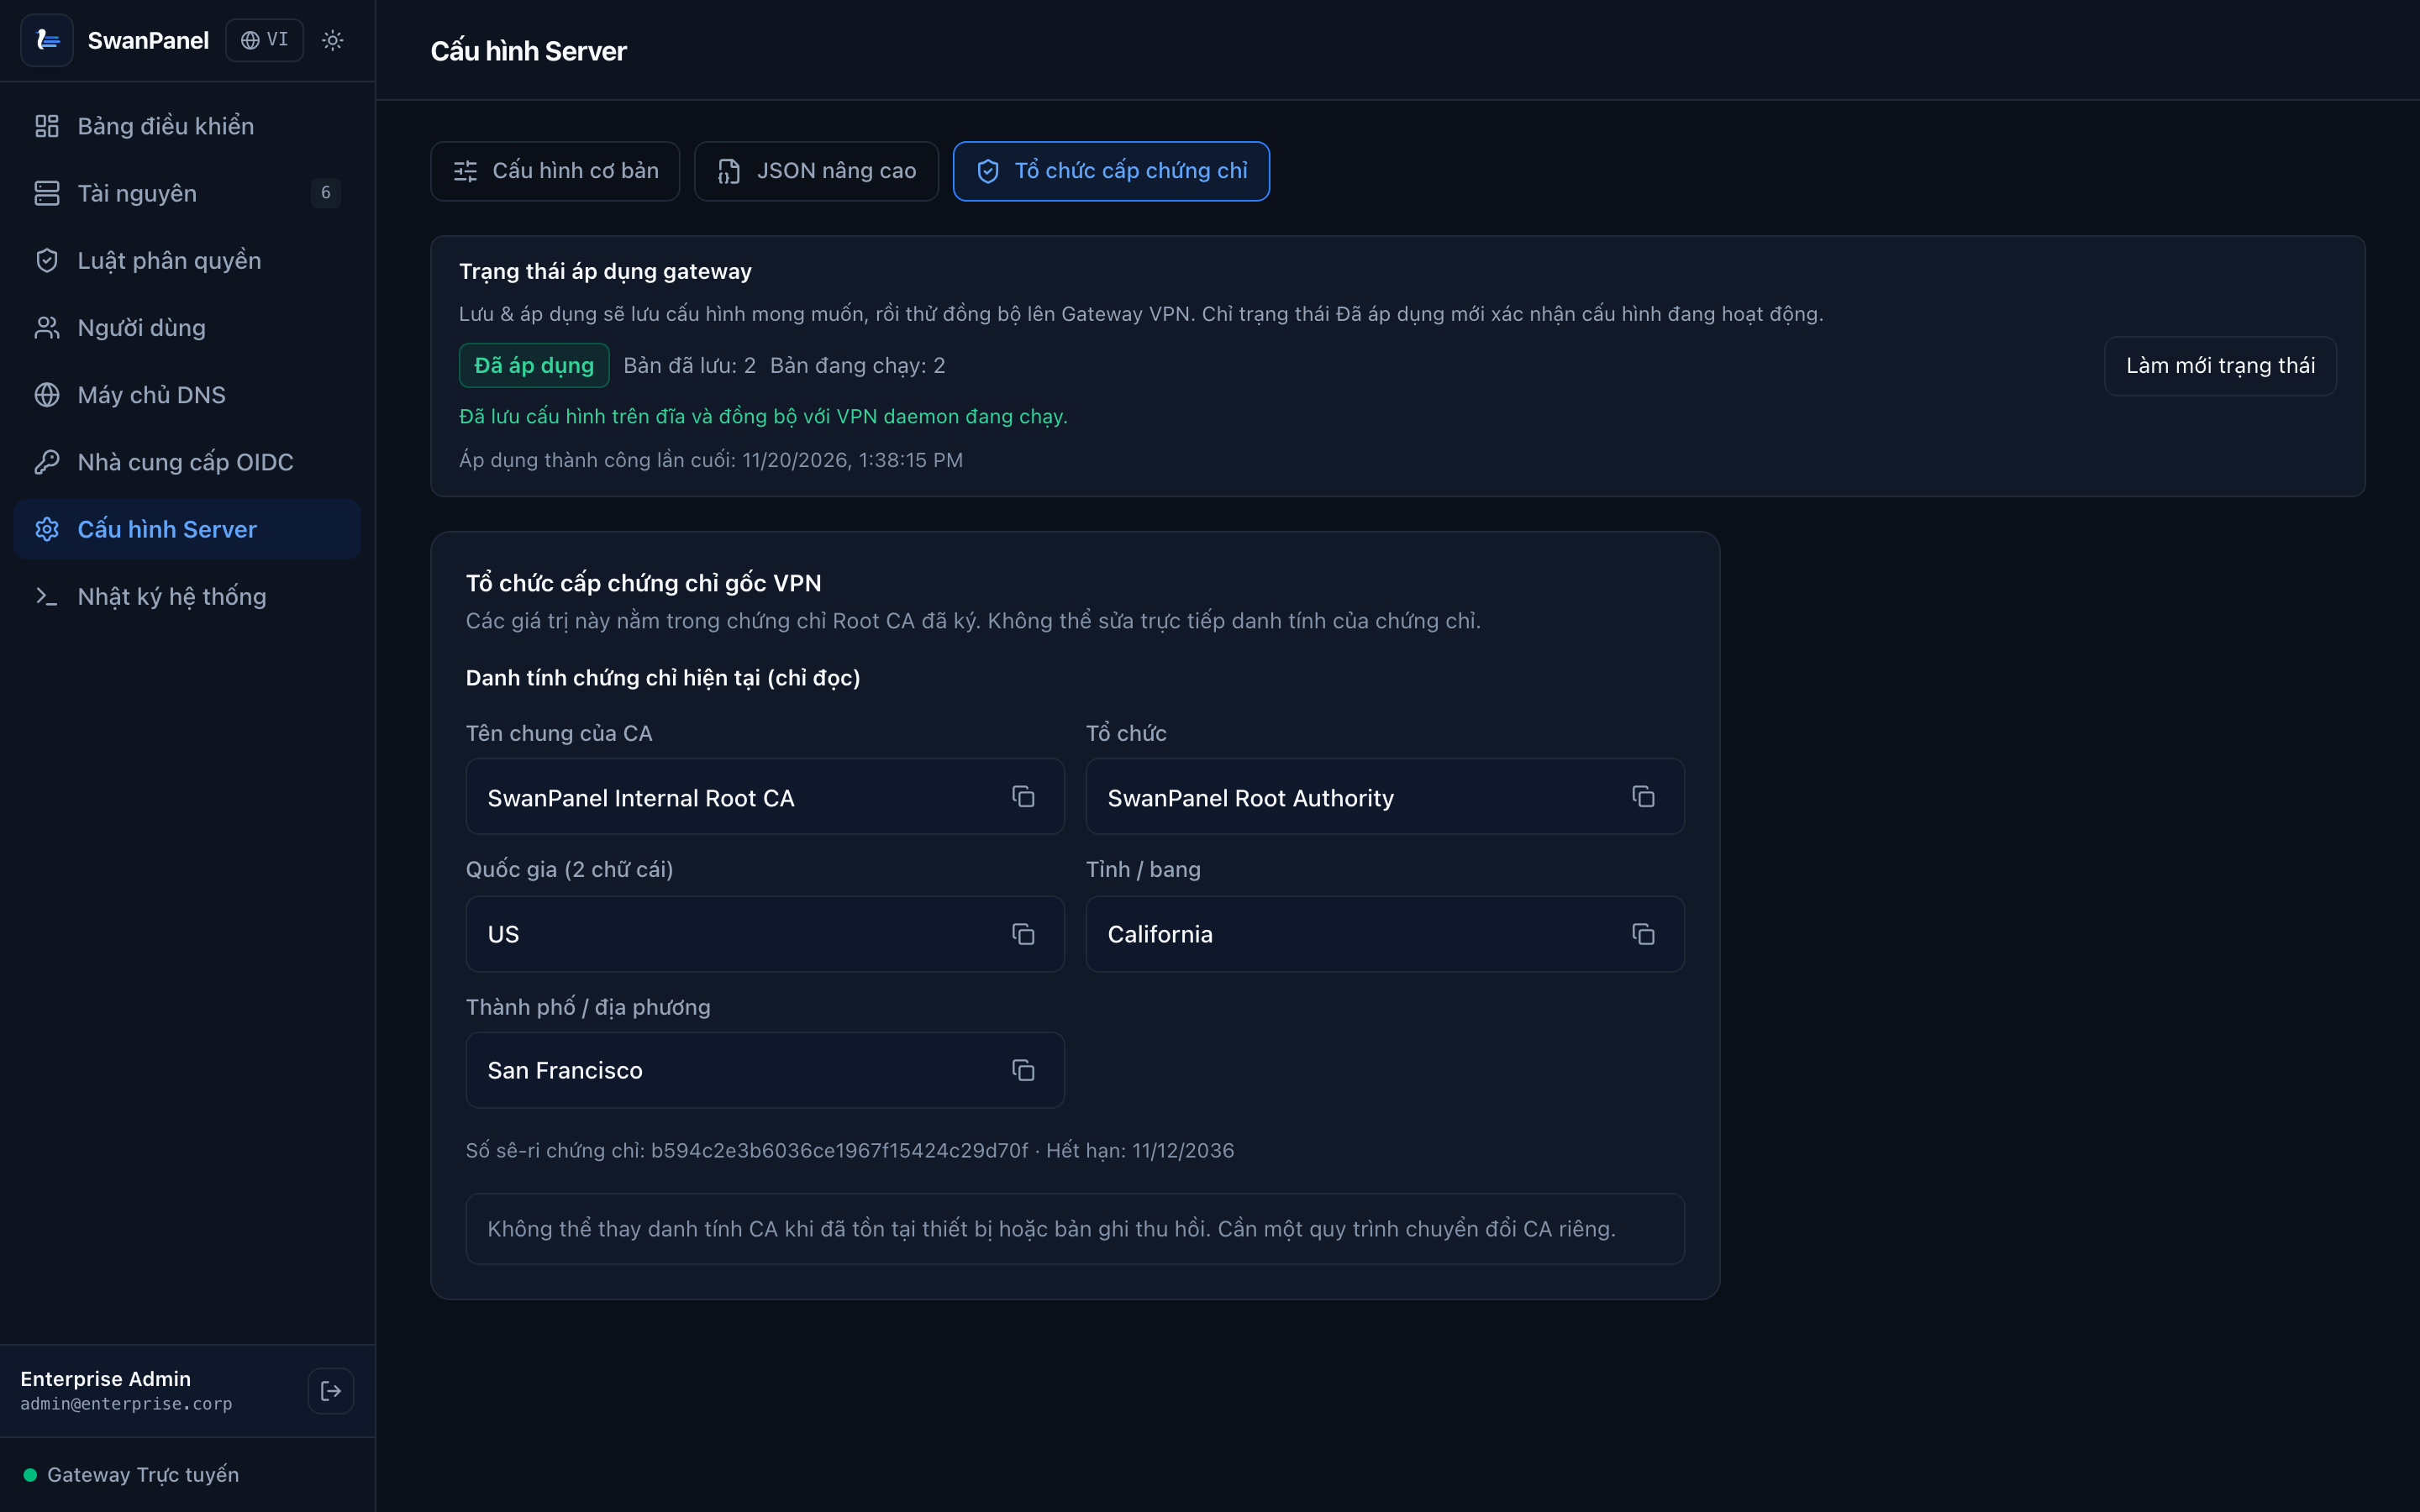 SwanPanel
VI
Bảng điều khiển
Tài nguyên
6
Luật phân quyền
Người dùng
Máy chủ DNS
Nhà cung cấp OIDC
Cấu hình Server
Nhật ký hệ thống
Enterprise Admin
admin@enterprise.corp
Gateway Trực tuyến
Cấu hình Server
Cấu hình cơ bản
JSON nâng cao
Tổ chức cấp chứng chỉ
Trạng thái áp dụng gateway
Lưu & áp dụng sẽ lưu cấu hình mong muốn, rồi thử đồng bộ lên Gateway VPN. Chỉ trạng thái Đã áp dụng mới xác nhận cấu hình đang hoạt động.
Đã áp dụng Bản đã lưu: 2 Bản đang chạy: 2
Làm mới trạng thái
Đã lưu cấu hình trên đĩa và đồng bộ với VPN daemon đang chạy.
Áp dụng thành công lần cuối: 11/20/2026, 1:38:15 PM
Tổ chức cấp chứng chỉ gốc VPN
Các giá trị này nằm trong chứng chỉ Root CA đã ký. Không thể sửa trực tiếp danh tính của chứng chỉ.
Danh tính chứng chỉ hiện tại (chỉ đọc)
Tên chung của CA
SwanPanel Internal Root CA
Tổ chức
SwanPanel Root Authority
Quốc gia (2 chữ cái)
US
Tỉnh / bang
California
Thành phố / địa phương
San Francisco
Số sê-ri chứng chỉ: b594c2e3b6036ce1967f15424c29d70f · Hết hạn: 11/12/2036
Không thể thay danh tính CA khi đã tồn tại thiết bị hoặc bản ghi thu hồi. Cần một quy trình chuyển đổi CA riêng.